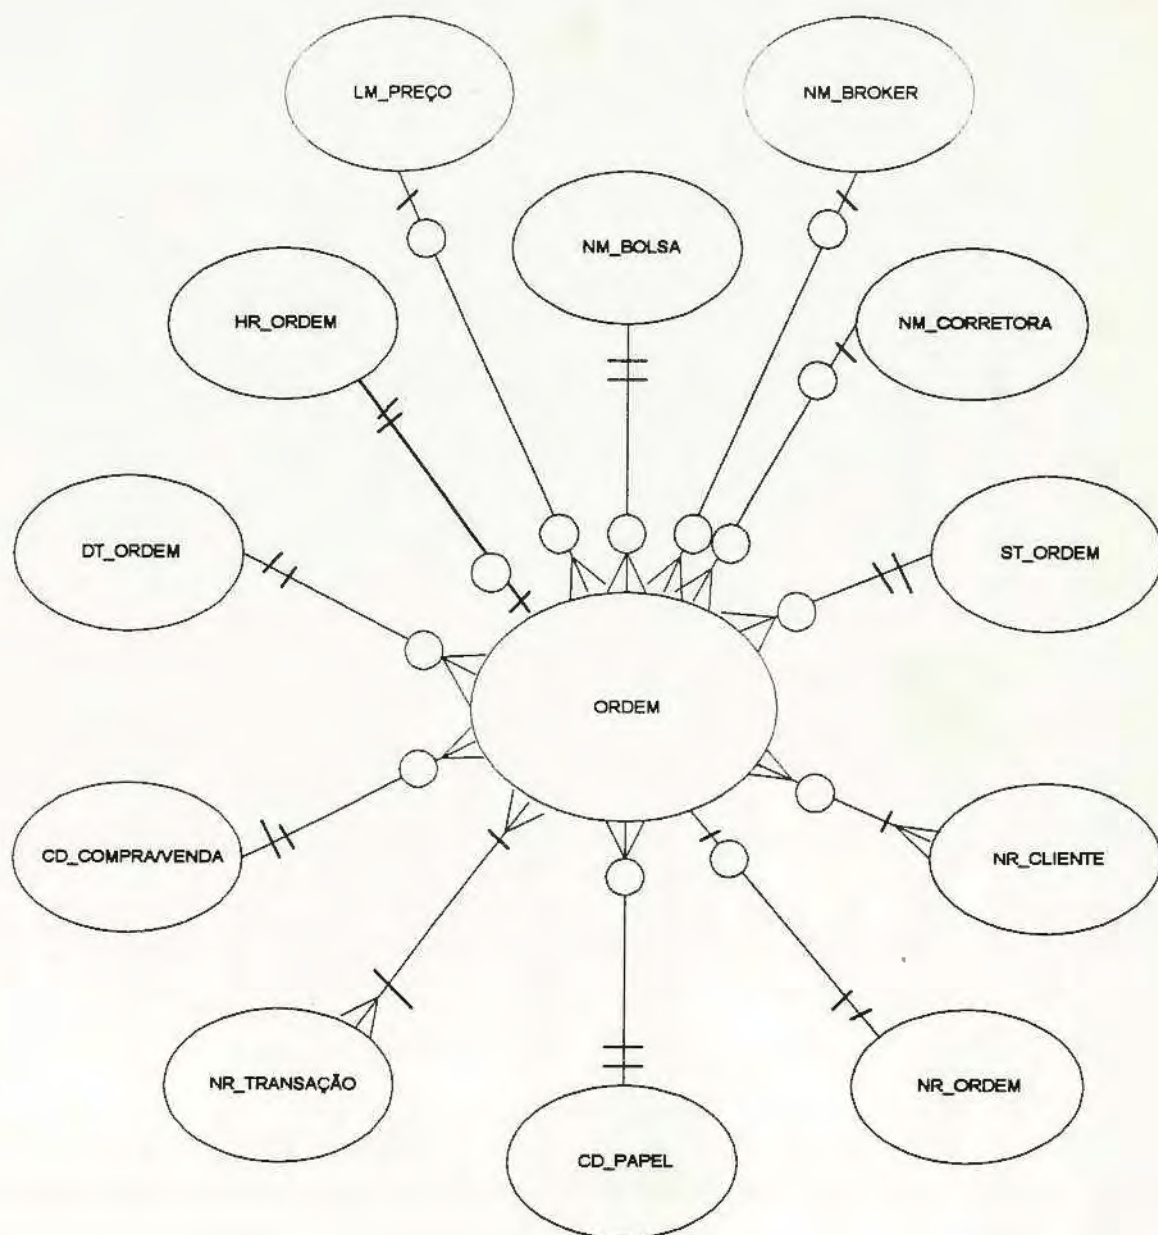 LM_PREÇO
NM_BROKER
NM_BOLSA
HR_ORDEM
NM_CORRETORA
DT_ORDEM
ST_ORDEM
ORDEM
CD_COMPRA/VENDA
NR_CLIENTE
NR_TRANSAÇÃO
NR_ORDEM
CD_PAPEL